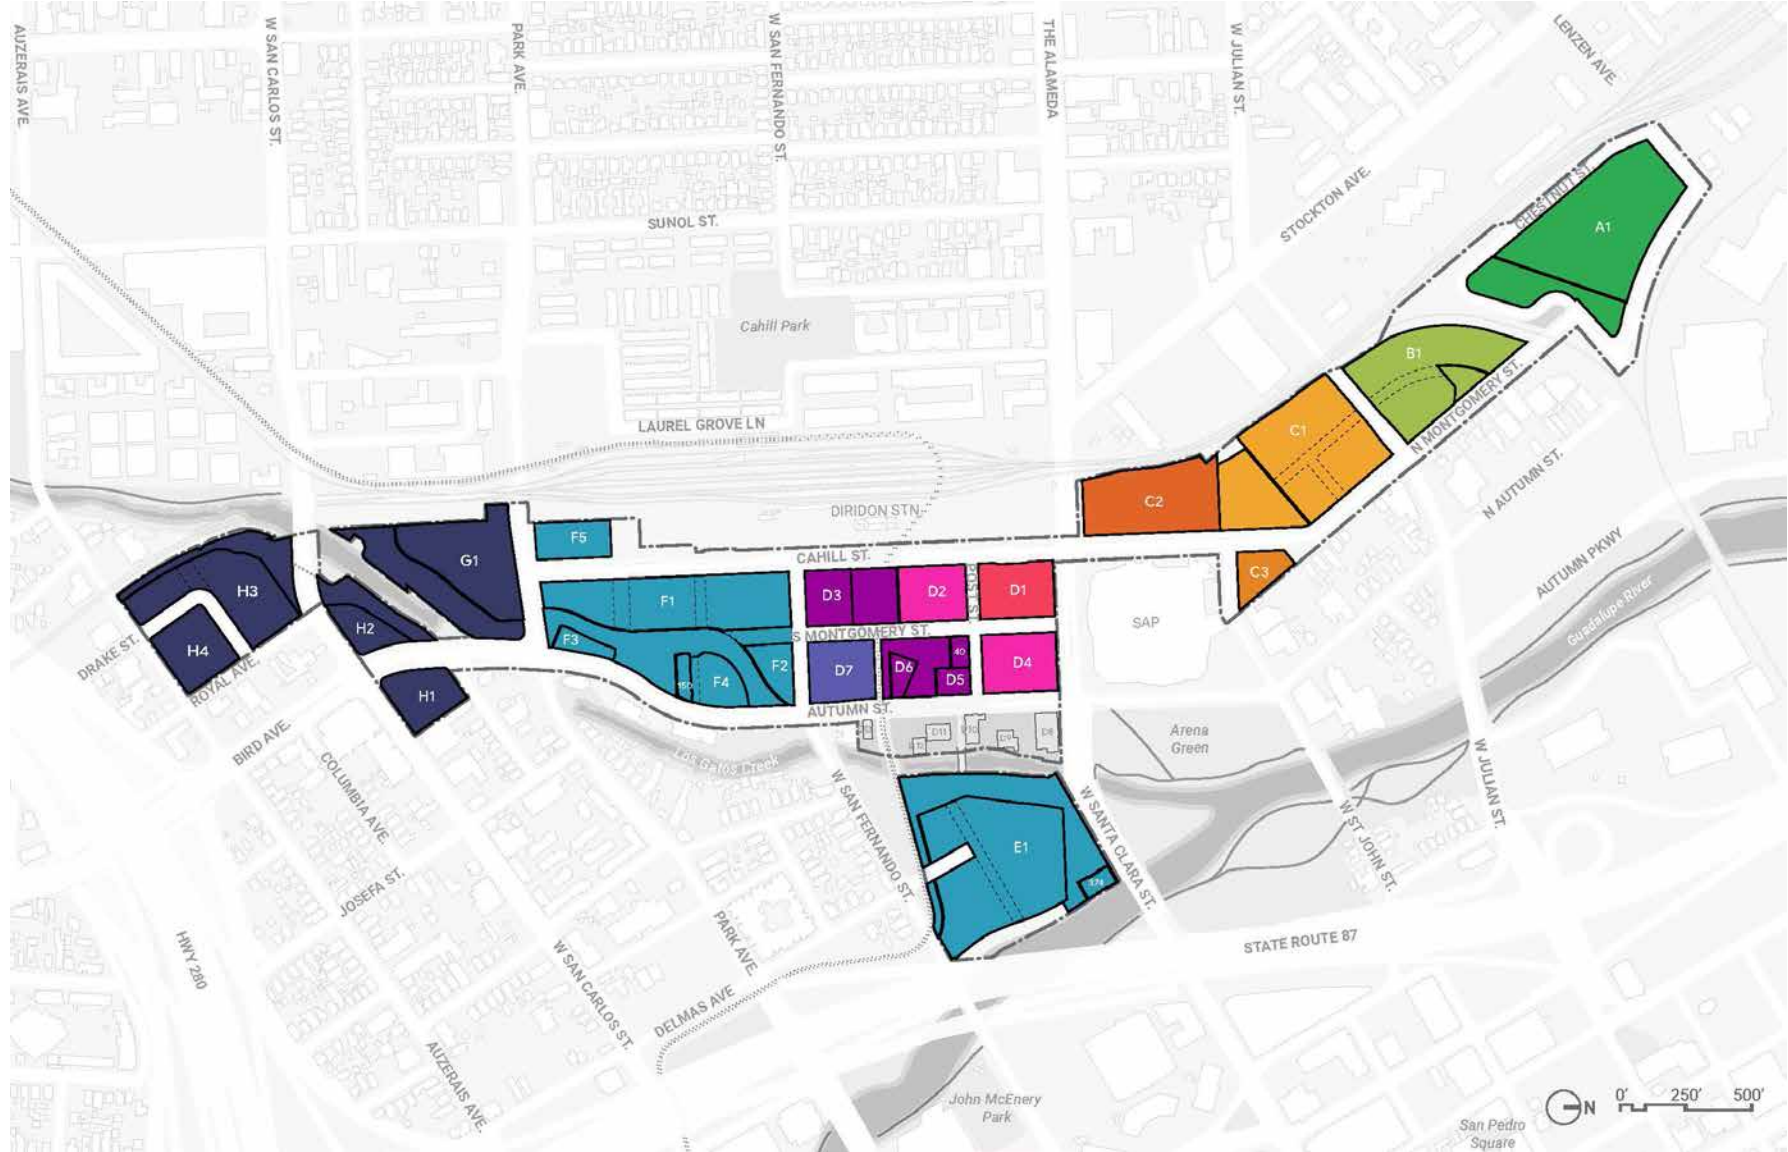 AUZERAIS AVE.
W SAN CARLOS ST.
PARK AVE.
W SAN FERNANDO ST.
THE ALAMEDA
W JULIAN ST.
LENZEN AVE.
STOCKTON AVE.
CHESTNUT ST.
A1
SUNOL ST.
Cahill Park
B1
N MONTGOMERY ST.
LAUREL GROVE LN
C1
N AUTUMN ST.
C2
DIRIDON STN.
CAHILL ST.
F5
G1
C3
AUTUMN PKWY
Guadalupe River
H3
F1
D3
D2
POST ST.
D1
SAP
H2
F3
S MONTGOMERY ST.
DRAKE ST.
H4
ROYAL AVE.
H1
150
F4
F2
D7
D6
40
D5
D4
AUTUMN ST.
BIRD AVE.
COLUMBIA AVE.
Los Gatos Creek
D11
D10
D9
D8
Arena
Green
W SAN FERNANDO ST.
W SANTA CLARA ST.
W ST JOHN ST.
W JULIAN ST.
E1
374
JOSEFA ST.
HWY 280
W SAN CARLOS ST.
PARK AVE.
STATE ROUTE 87
DELMAS AVE
AUZERAIS AVE.
John McEnery
Park
N
0' 250' 500'
San Pedro
Square